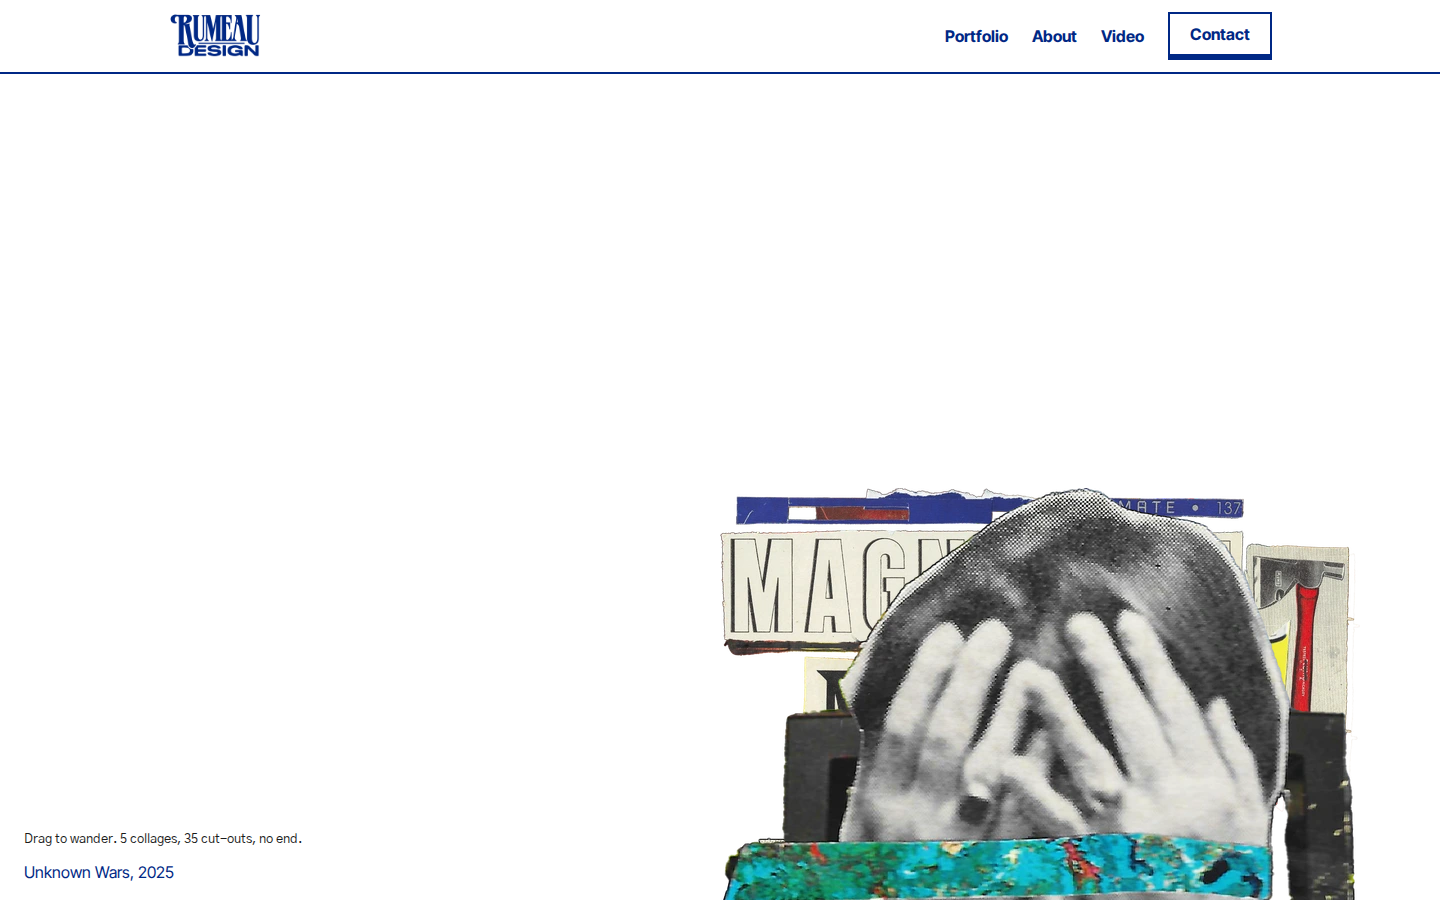 RUMEAU
DESIGN
Portfolio
About
Video
Contact
MATE • 137
MAG
Drag to wander. 5 collages, 35 cut-outs, no end.
Unknown Wars, 2025